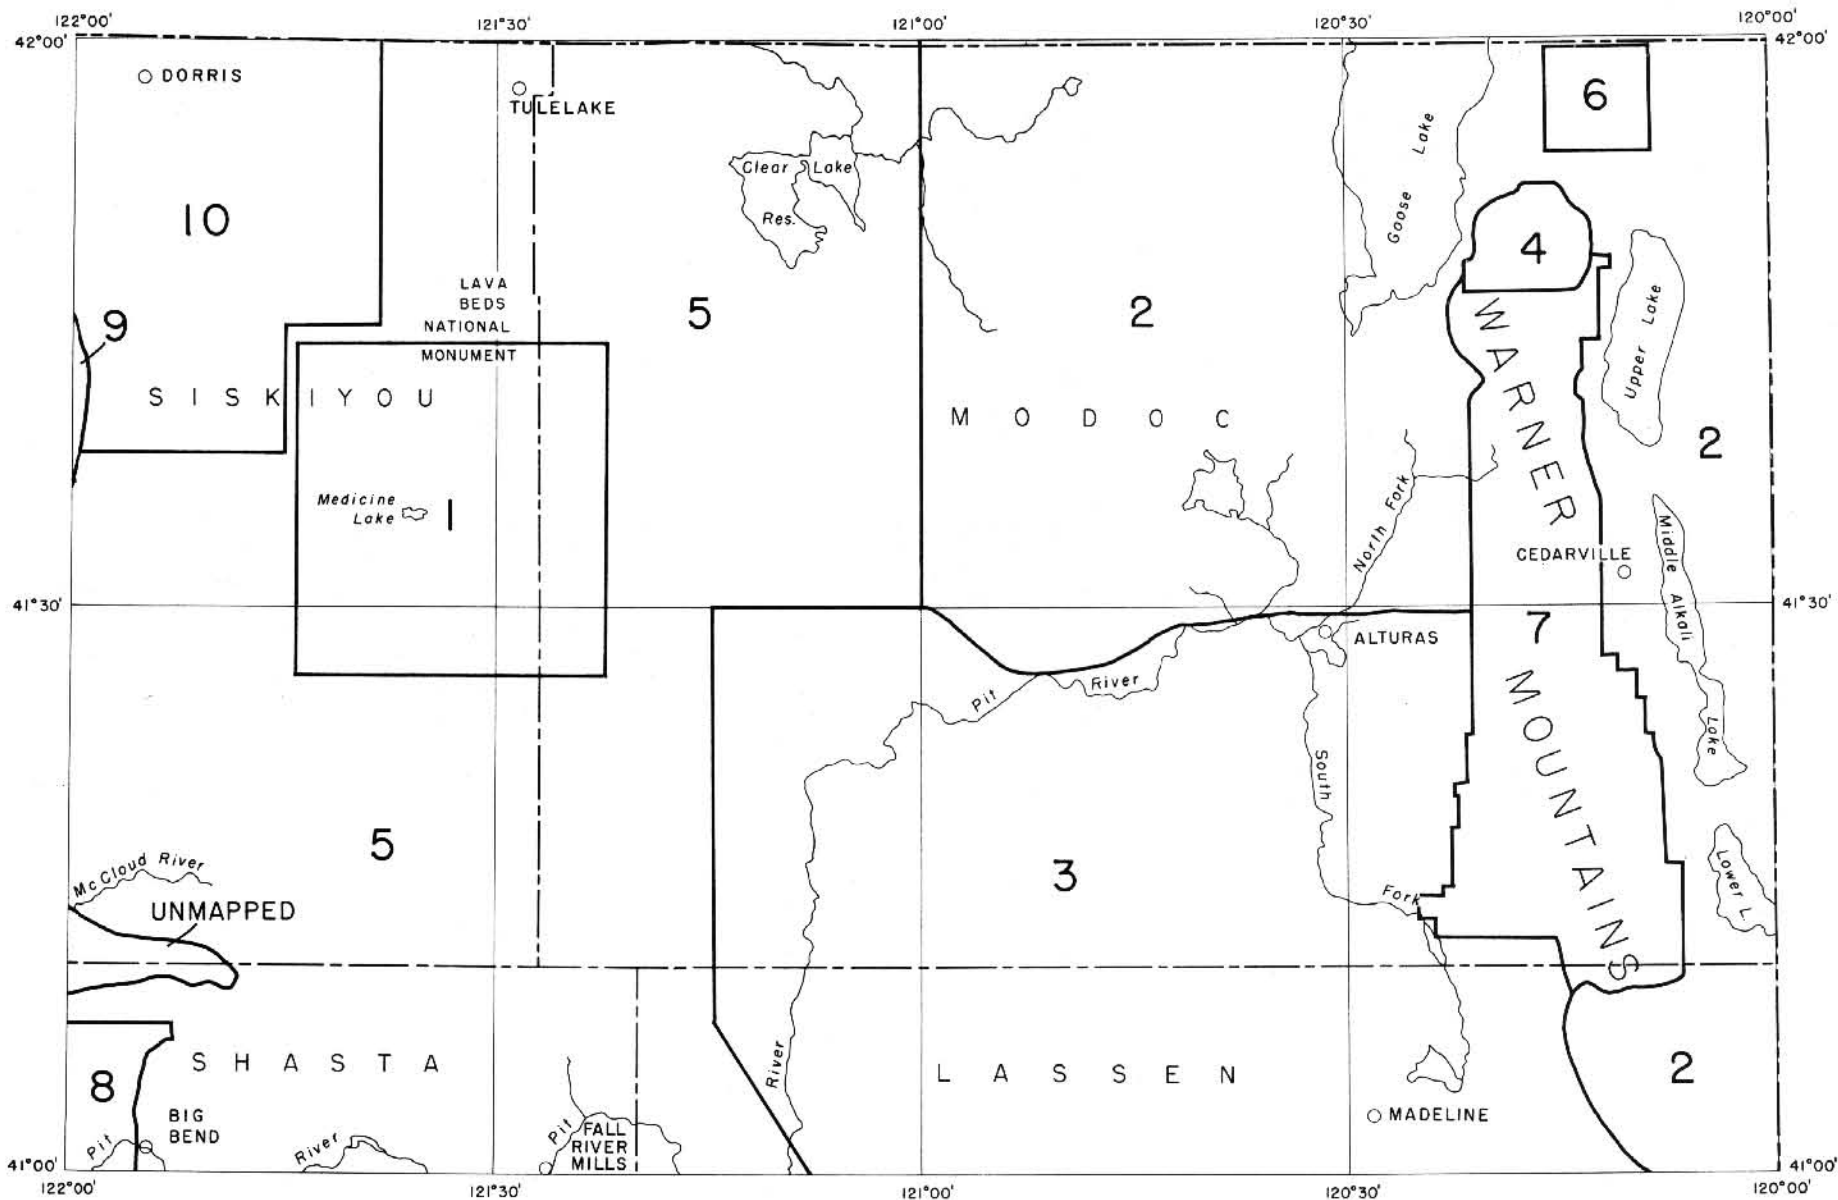 122°00'
121°30'
121°00'
120°30'
120°00'
42°00'
42°00'
DORRIS
TULELAKE
6
Clear Lake
Res.
Goose Lake
10
4
LAVA
BEDS
NATIONAL
MONUMENT
9
5
2
Upper Lake
SISKIYOU
MODOC
WARNER
2
Medicine
Lake
1
North Fork
CEDARVILLE
Middle Alkali Lake
41°30'
41°30'
ALTURAS
7
MOUNTAINS
Pit River
South Fork
5
3
McCloud River
UNMAPPED
Lower L
SHASTA
LASSEN
River
8
2
BIG
BEND
MADELINE
Pit
River
Pit
FALL
RIVER
MILLS
41°00'
41°00'
122°00'
121°30'
121°00'
120°30'
120°00'